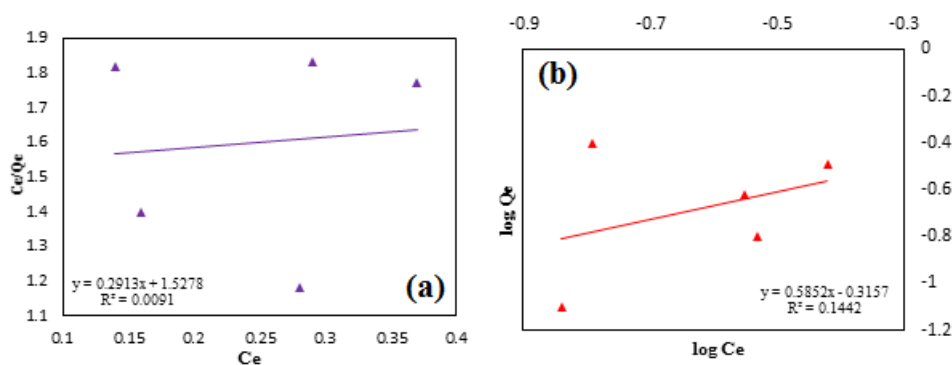 1.9
1.8
1.7
1.6
1.5
1.4
1.3
1.2
1.1
Ce/Qe
0.1 0.15 0.2 0.25 0.3 0.35 0.4
Ce
y = 0.2913x + 1.5278
R² = 0.0091
(a)
-0.9 -0.7 -0.5 -0.3
0
-0.2
-0.4
-0.6
-0.8
-1
-1.2
(b)
log Qe
y = 0.5852x - 0.3157
R² = 0.1442
log Ce